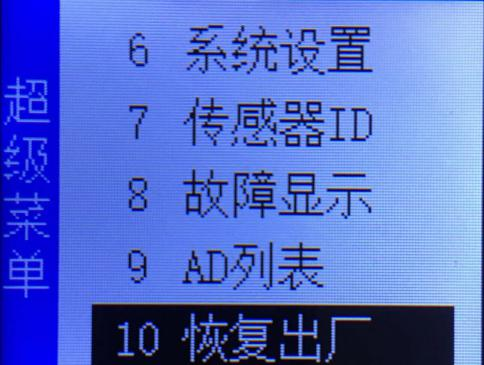 超级菜单
6 系统设置
7 传感器ID
8 故障显示
9 AD列表
10 恢复出厂